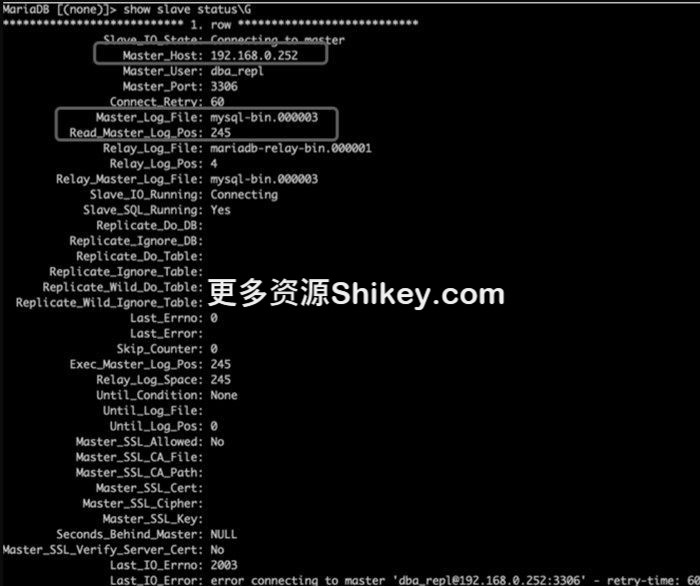 MariaDB [(none)]> show slave status\G
*************************** 1. row ***************************
Slave_IO_State: Connecting to master
Master_Host: 192.168.0.252
Master_User: dba_repl
Master_Port: 3306
Connect_Retry: 60
Master_Log_File: mysql-bin.000003
Read_Master_Log_Pos: 245
Relay_Log_File: mariadb-relay-bin.000001
Relay_Log_Pos: 4
Relay_Master_Log_File: mysql-bin.000003
Slave_IO_Running: Connecting
Slave_SQL_Running: Yes
Replicate_Do_DB:
Replicate_Ignore_DB:
Replicate_Do_Table:
Replicate_Ignore_Table:
Replicate_Wild_Do_Table:
更多资源Shikey.com
Replicate_Wild_Ignore_Table:
Last_Errno: 0
Last_Error:
Skip_Counter: 0
Exec_Master_Log_Pos: 245
Relay_Log_Space: 245
Until_Condition: None
Until_Log_File:
Until_Log_Pos: 0
Master_SSL_Allowed: No
Master_SSL_CA_File:
Master_SSL_CA_Path:
Master_SSL_Cert:
Master_SSL_Cipher:
Master_SSL_Key:
Seconds_Behind_Master: NULL
Master_SSL_Verify_Server_Cert: No
Last_IO_Errno: 2003
Last_IO_Error: error connecting to master 'dba_repl@192.168.0.252:3306' - retry-time: 60